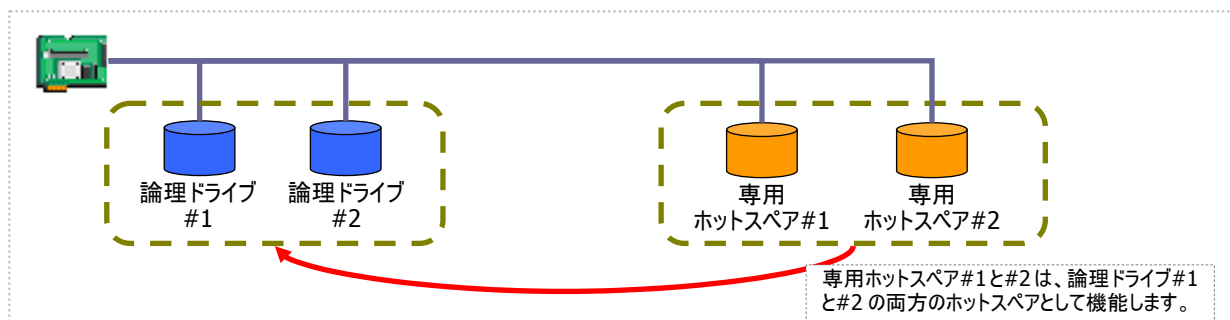 論理ドライブ
#1
論理ドライブ
#2
専用
ホットスペア#1
専用
ホットスペア#2
専用ホットスペア#1と#2は、論理ドライブ#1
と#2 の両方のホットスペアとして機能します。